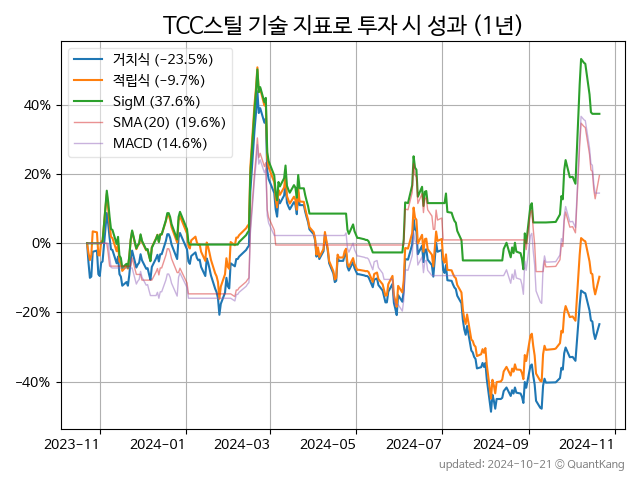 TCC스틸 기술 지표로 투자 시 성과 (1년)
거치식 (−23.5%)
적립식 (−9.7%)
SigM (37.6%)
SMA(20) (19.6%)
MACD (14.6%)
40%
20%
0%
−20%
−40%
2023-11 2024-01 2024-03 2024-05 2024-07 2024-09 2024-11
updated: 2024-10-21 © QuantKang